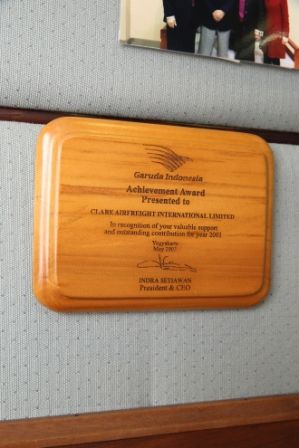 Garuda Indonesia
Achievement Award
Presented to
CLARE AIRFREIGHT INTERNATIONAL LIMITED
In recognition of your valuable support
and outstanding contribution for year 2001
Yogyakarta
May 2002
INDRA SETIAWAN
President & CEO